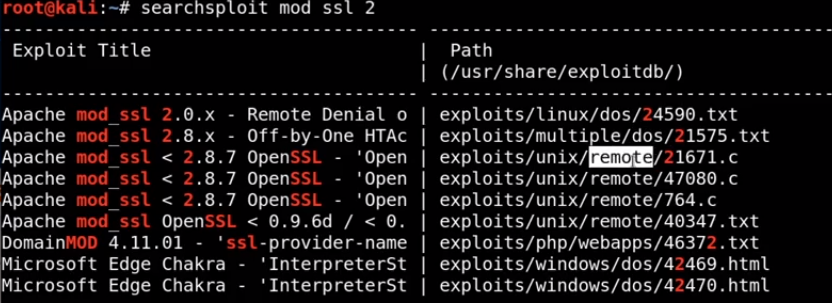 root@kali:~# searchsploit mod ssl 2
--------------------------------------- ----------------------------------------
 Exploit Title | Path
 | (/usr/share/exploitdb/)
--------------------------------------- ----------------------------------------
Apache mod_ssl 2.0.x - Remote Denial o | exploits/linux/dos/24590.txt
Apache mod_ssl 2.8.x - Off-by-One HTAc | exploits/multiple/dos/21575.txt
Apache mod_ssl < 2.8.7 OpenSSL - 'Open | exploits/unix/remote/21671.c
Apache mod_ssl < 2.8.7 OpenSSL - 'Open | exploits/unix/remote/47080.c
Apache mod_ssl < 2.8.7 OpenSSL - 'Open | exploits/unix/remote/764.c
Apache mod_ssl OpenSSL < 0.9.6d / < 0. | exploits/unix/remote/40347.txt
DomainMOD 4.11.01 - 'ssl-provider-name | exploits/php/webapps/46372.txt
Microsoft Edge Chakra - 'InterpreterSt | exploits/windows/dos/42469.html
Microsoft Edge Chakra - 'InterpreterSt | exploits/windows/dos/42470.html